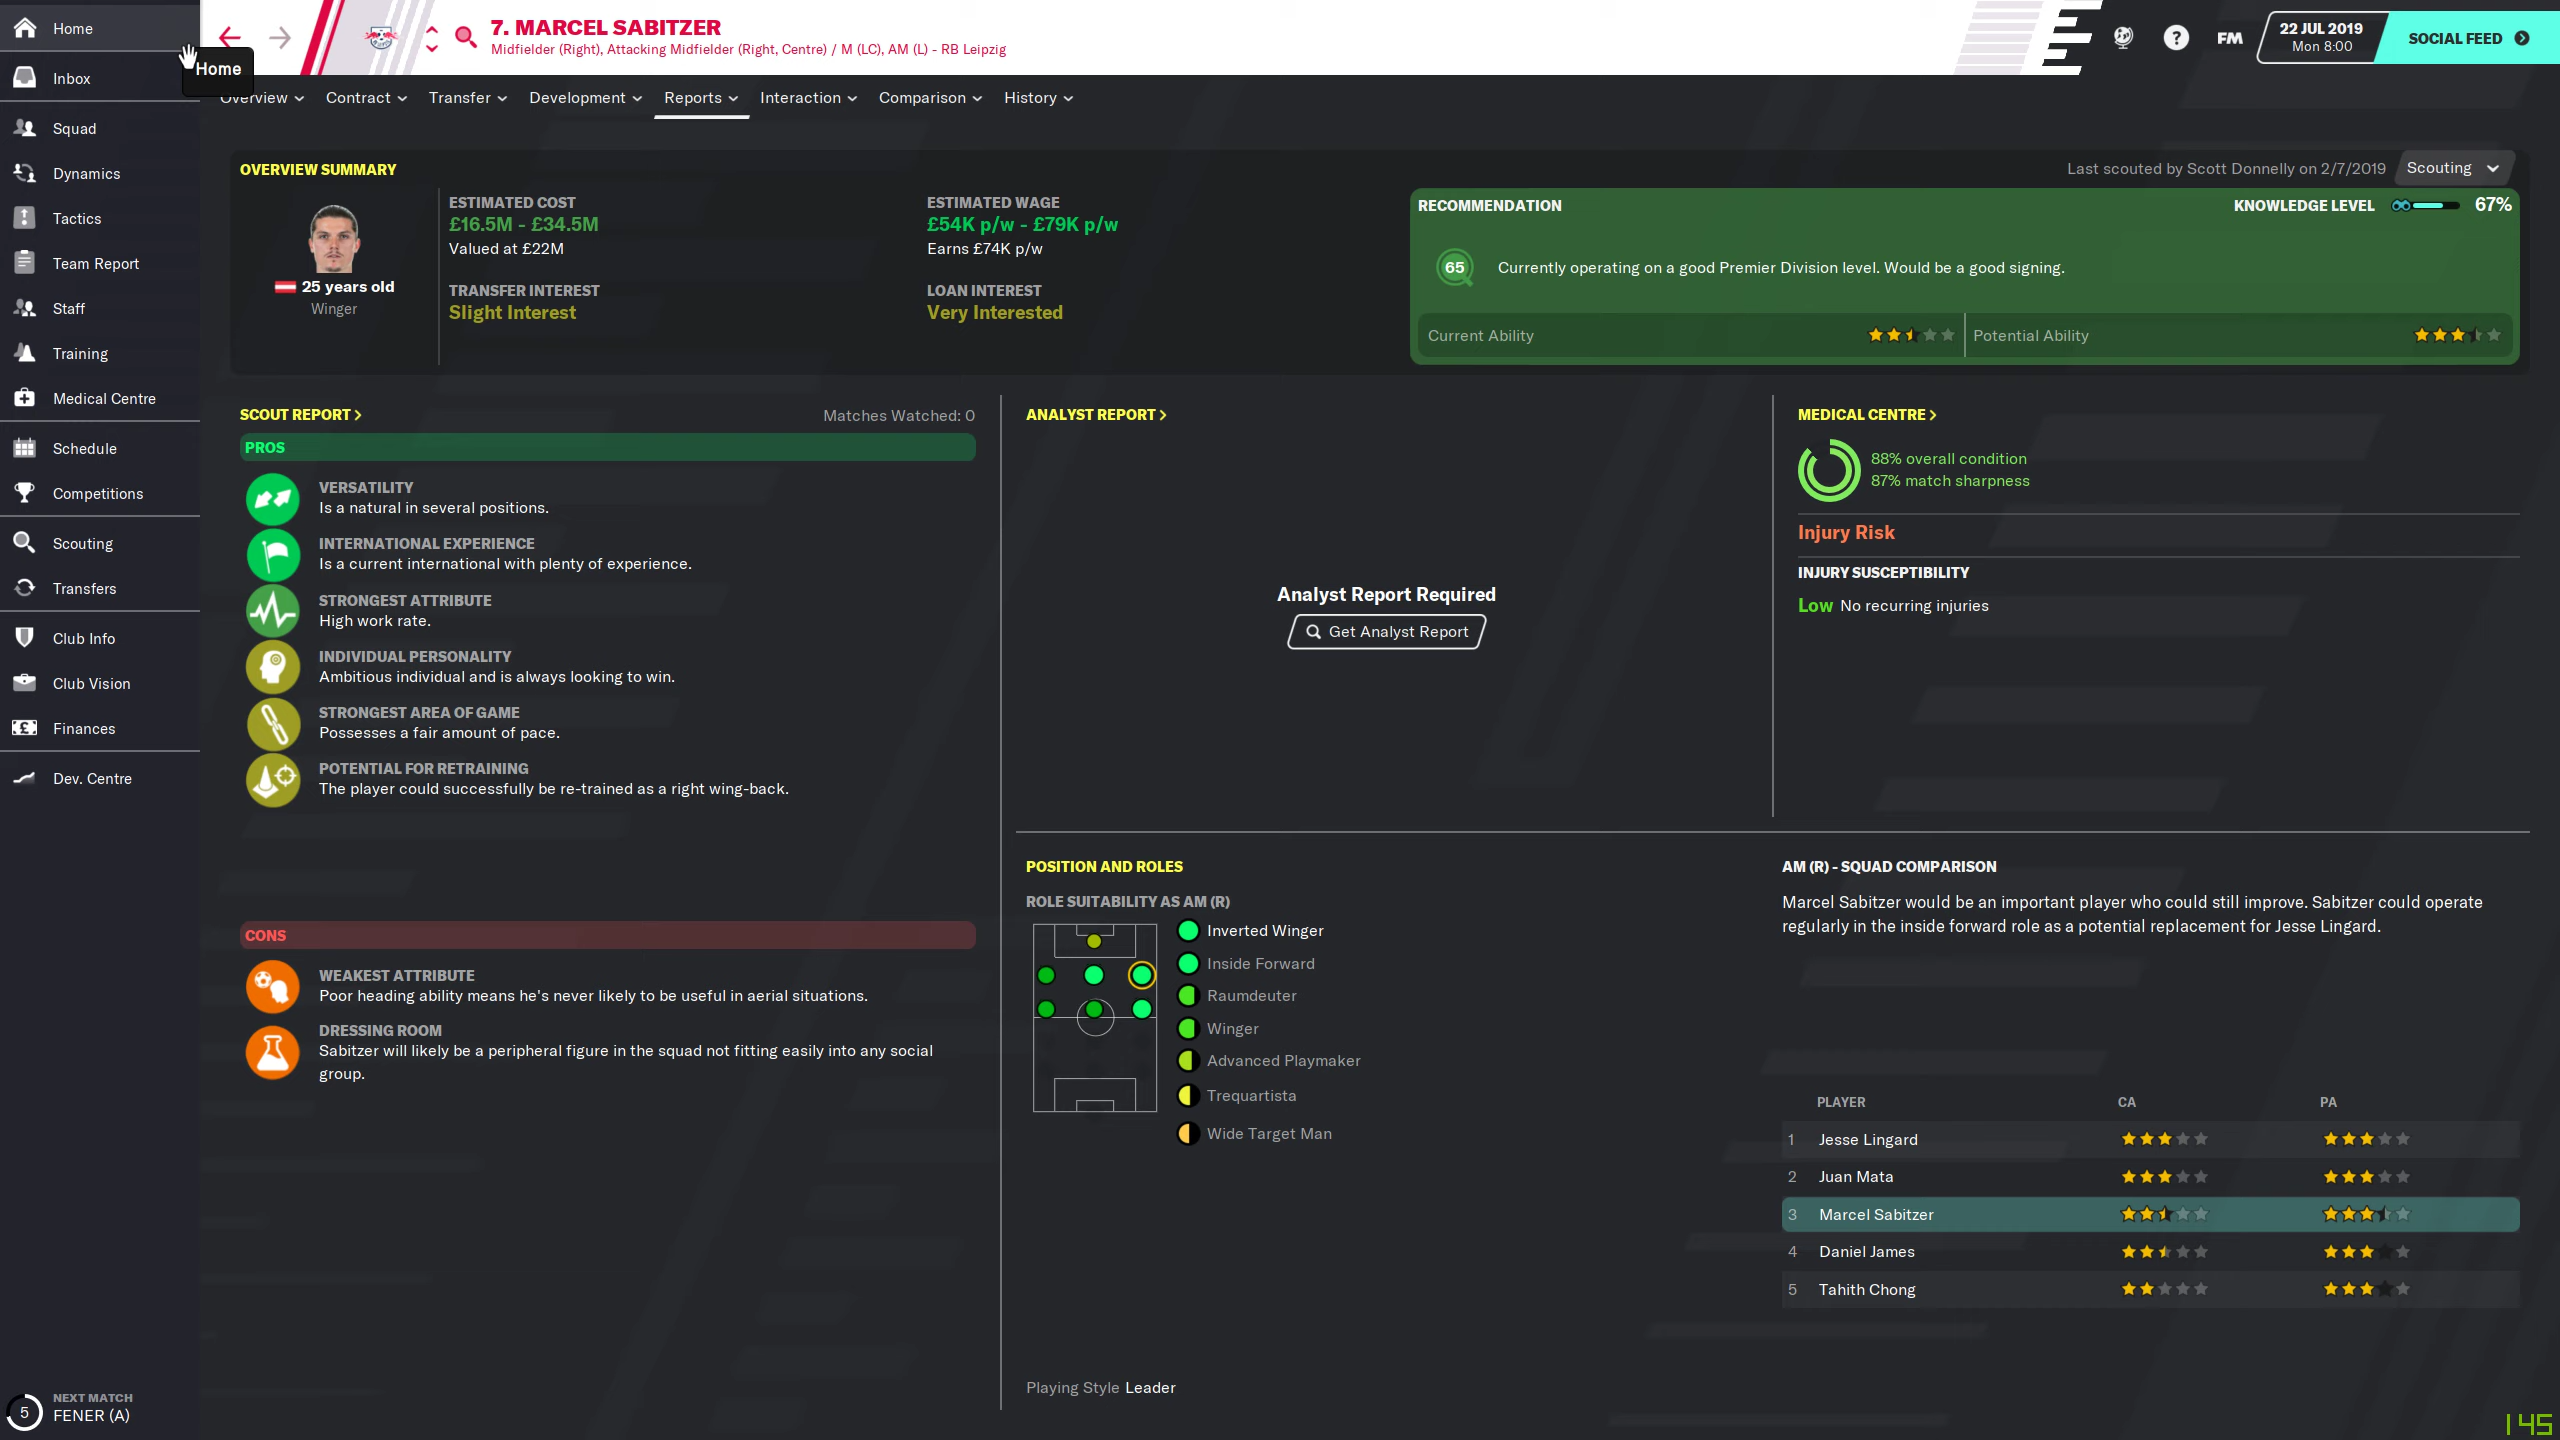 Home
Inbox
Squad
Dynamics
Tactics
Team Report
Staff
Training
Medical Centre
Schedule
Competitions
Scouting
Transfers
Club Info
Club Vision
Finances
Dev. Centre
5
NEXT MATCH
FENER (A)
Home
7. MARCEL SABITZER
Midfielder (Right), Attacking Midfielder (Right, Centre) / M (LC), AM (L) - RB Leipzig
?
FM
22 JUL 2019
Mon 8:00
SOCIAL FEED
Overview
Contract
Transfer
Development
Reports
Interaction
Comparison
History
OVERVIEW SUMMARY
Last scouted by Scott Donnelly on 2/7/2019
Scouting
25 years old
Winger
ESTIMATED COST
£16.5M - £34.5M
Valued at £22M
TRANSFER INTEREST
Slight Interest
ESTIMATED WAGE
£54K p/w - £79K p/w
Earns £74K p/w
LOAN INTEREST
Very Interested
RECOMMENDATION
KNOWLEDGE LEVEL 67%
65
Currently operating on a good Premier Division level. Would be a good signing.
Current Ability
Potential Ability
SCOUT REPORT >
Matches Watched: 0
PROS
VERSATILITY
Is a natural in several positions.
INTERNATIONAL EXPERIENCE
Is a current international with plenty of experience.
STRONGEST ATTRIBUTE
High work rate.
INDIVIDUAL PERSONALITY
Ambitious individual and is always looking to win.
STRONGEST AREA OF GAME
Possesses a fair amount of pace.
POTENTIAL FOR RETRAINING
The player could successfully be re-trained as a right wing-back.
CONS
WEAKEST ATTRIBUTE
Poor heading ability means he's never likely to be useful in aerial situations.
DRESSING ROOM
Sabitzer will likely be a peripheral figure in the squad not fitting easily into any social
group.
ANALYST REPORT >
Analyst Report Required
Get Analyst Report
MEDICAL CENTRE >
88% overall condition
87% match sharpness
Injury Risk
INJURY SUSCEPTIBILITY
Low No recurring injuries
POSITION AND ROLES
ROLE SUITABILITY AS AM (R)
Inverted Winger
Inside Forward
Raumdeuter
Winger
Advanced Playmaker
Trequartista
Wide Target Man
Playing Style Leader
AM (R) - SQUAD COMPARISON
Marcel Sabitzer would be an important player who could still improve. Sabitzer could operate
regularly in the inside forward role as a potential replacement for Jesse Lingard.
PLAYER CA PA
1 Jesse Lingard
2 Juan Mata
3 Marcel Sabitzer
4 Daniel James
5 Tahith Chong
145